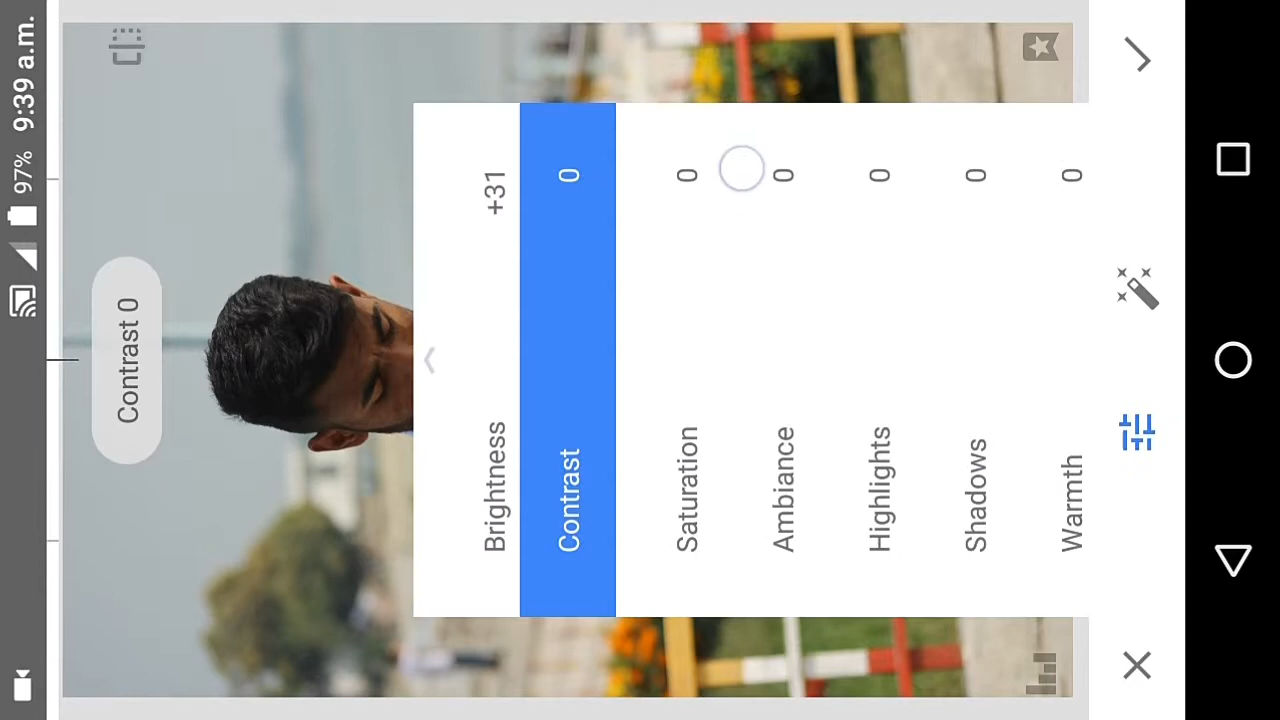 97% 9:39 a.m.
Contrast 0
Brightness +31
Contrast 0
Saturation 0
Ambiance 0
Highlights 0
Shadows 0
Warmth 0